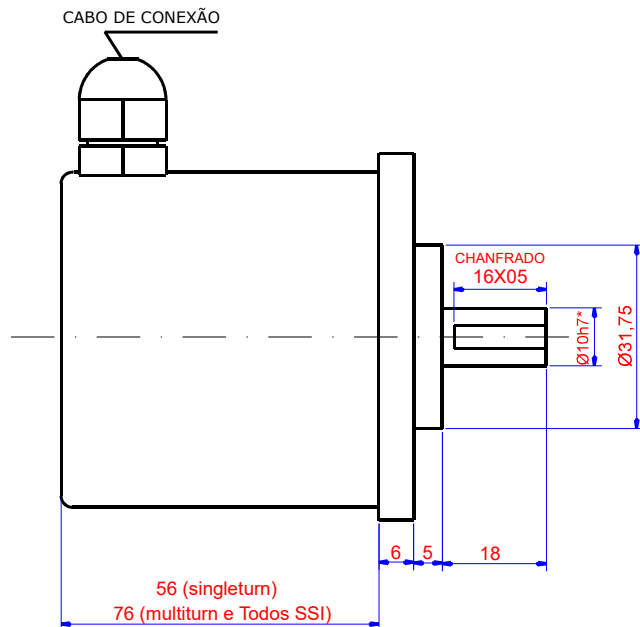 CABO DE CONEXÃO
CHANFRADO
16X05
Ø10h7*
Ø31,75
6
5
18
56 (singleturn)
76 (multiturn e Todos SSI)